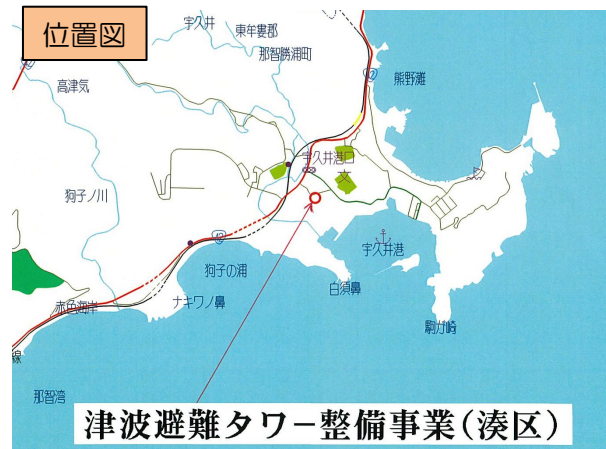 位置図
宇久井
東牟婁郡
那智勝浦町
高津気
42
熊野灘
宇久井港口
文
狗子ノ川
宇久井港
狗子の浦
白須鼻
赤色海岸
ナキワノ鼻
駒が崎
線
那智湾
津波避難タワー整備事業(湊区)